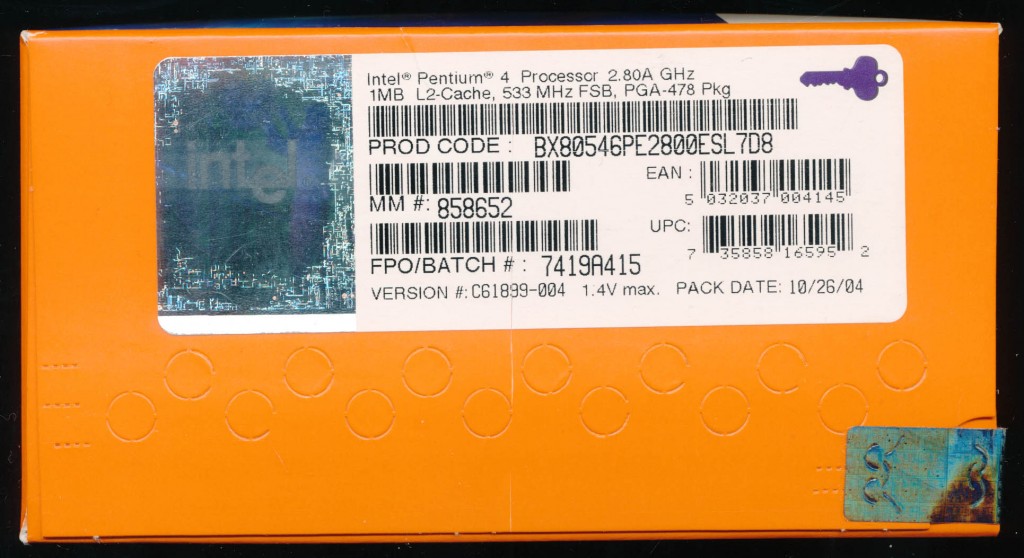 intel
Intel® Pentium® 4 Processor 2.80A GHz
1MB L2-Cache, 533 MHz FSB, PGA-478 Pkg
PROD CODE : BX80546PE2800ESL7D8
EAN : 5 032037 004145
MM #: 858652
UPC: 7 35858 16595 2
FPO/BATCH # : 7419A415
VERSION #: C61899-004 1.4V max. PACK DATE: 10/26/04